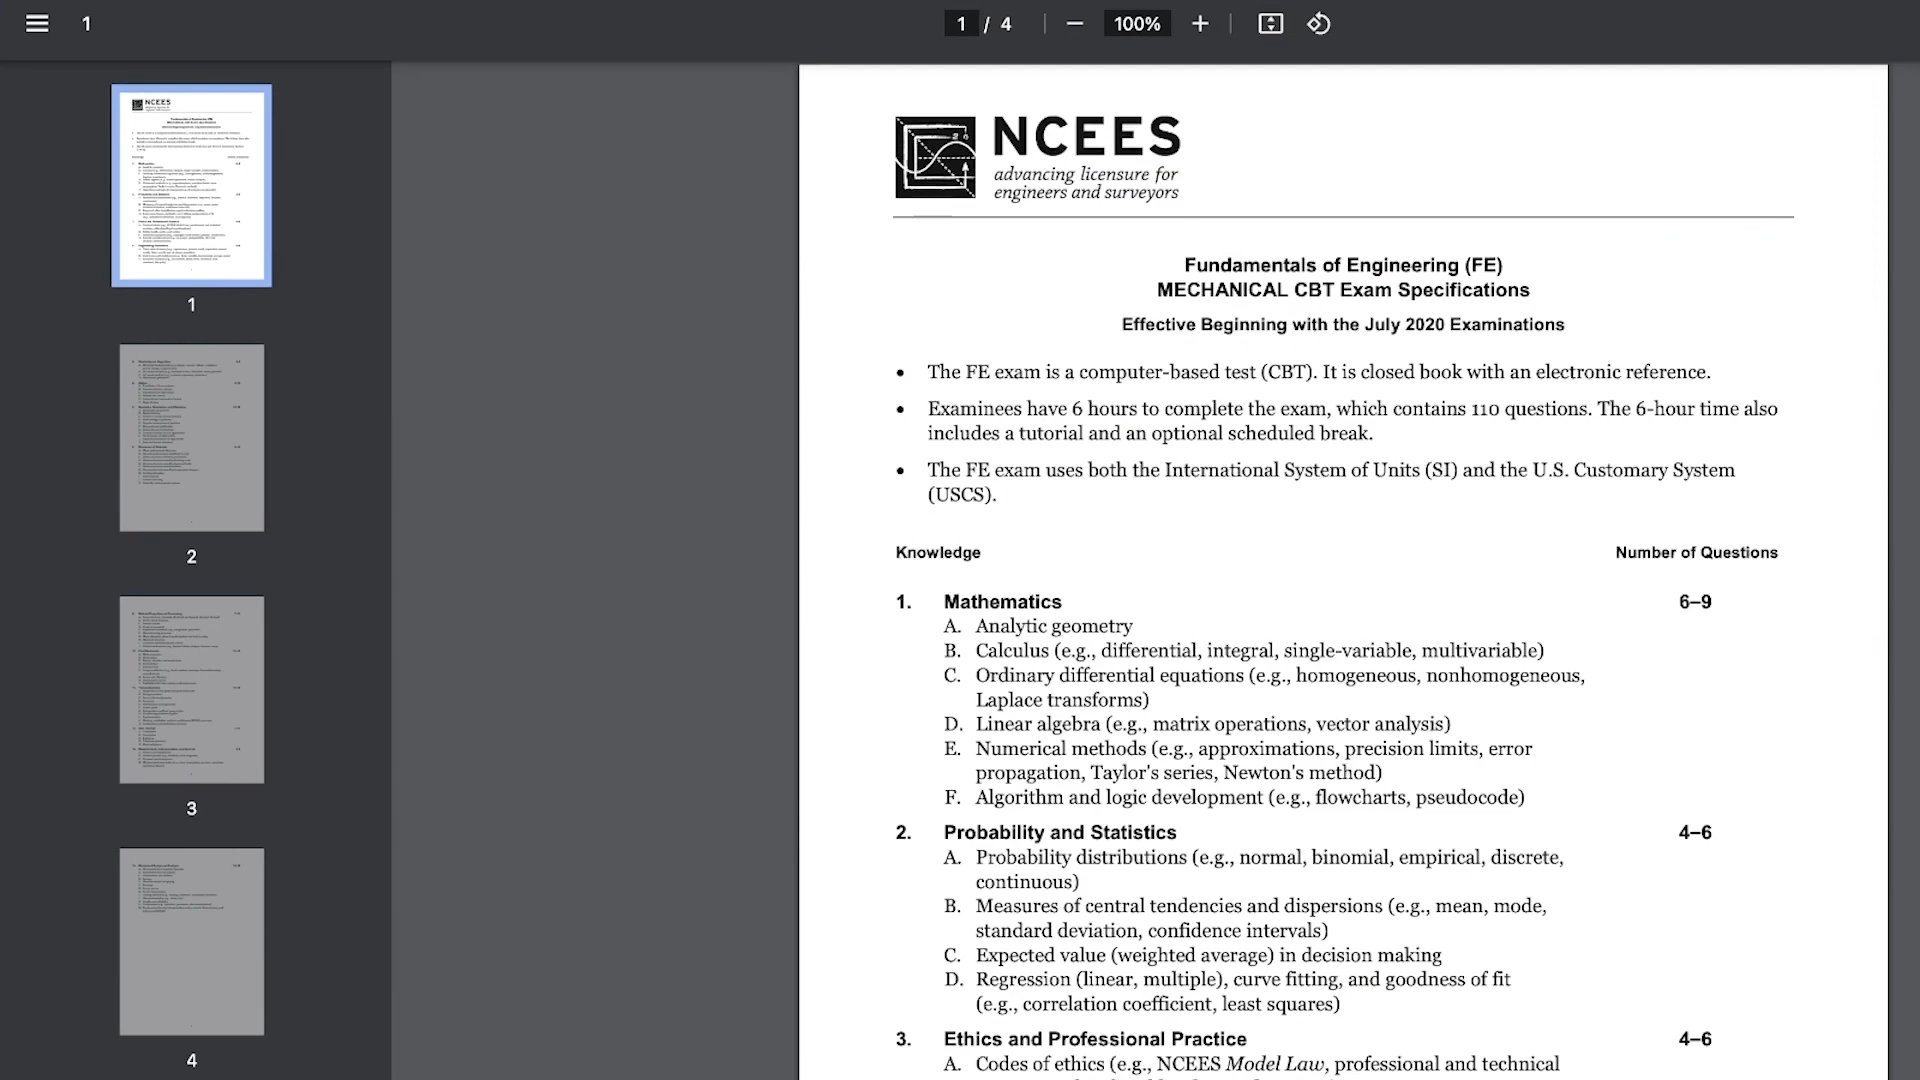 1
1 / 4
100%
NCEES
advancing licensure for
engineers and surveyors
Fundamentals of Engineering (FE)
MECHANICAL CBT Exam Specifications
Effective Beginning with the July 2020 Examinations
• The FE exam is a computer-based test (CBT). It is closed book with an electronic reference.
• Examinees have 6 hours to complete the exam, which contains 110 questions. The 6-hour time also
includes a tutorial and an optional scheduled break.
• The FE exam uses both the International System of Units (SI) and the U.S. Customary System
(USCS).
Knowledge Number of Questions
1. Mathematics 6–9
A. Analytic geometry
B. Calculus (e.g., differential, integral, single-variable, multivariable)
C. Ordinary differential equations (e.g., homogeneous, nonhomogeneous,
Laplace transforms)
D. Linear algebra (e.g., matrix operations, vector analysis)
E. Numerical methods (e.g., approximations, precision limits, error
propagation, Taylor's series, Newton's method)
F. Algorithm and logic development (e.g., flowcharts, pseudocode)
2. Probability and Statistics 4–6
A. Probability distributions (e.g., normal, binomial, empirical, discrete,
continuous)
B. Measures of central tendencies and dispersions (e.g., mean, mode,
standard deviation, confidence intervals)
C. Expected value (weighted average) in decision making
D. Regression (linear, multiple), curve fitting, and goodness of fit
(e.g., correlation coefficient, least squares)
3. Ethics and Professional Practice 4–6
A. Codes of ethics (e.g., NCEES Model Law, professional and technical
NCEES
1
2
3
4